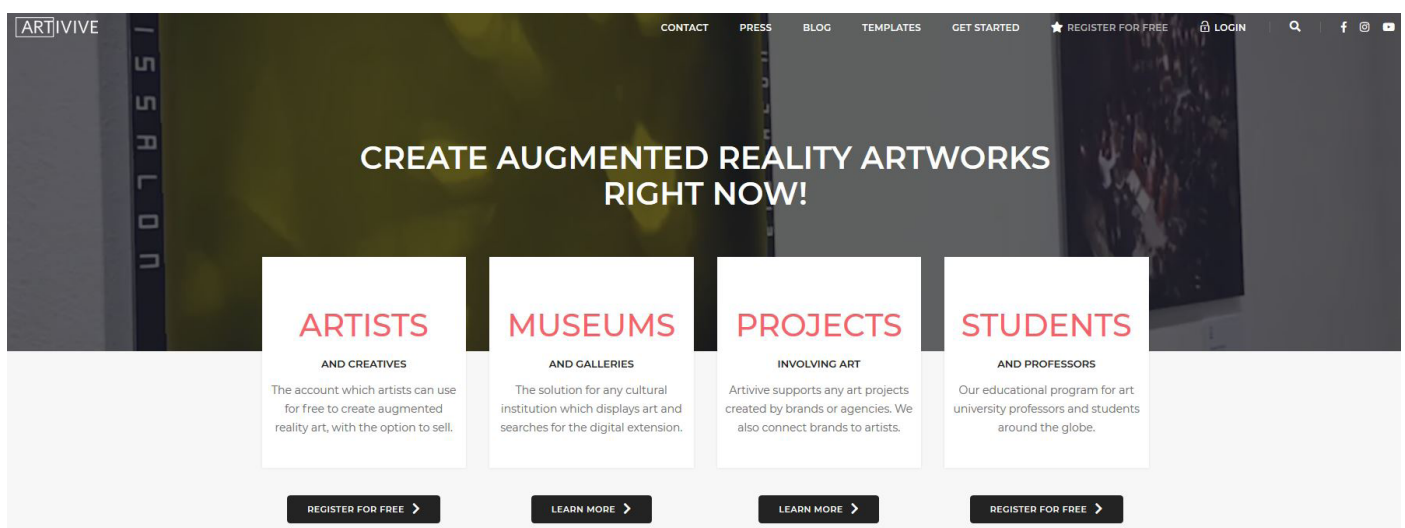 ARTIVIVE
CONTACT PRESS BLOG TEMPLATES GET STARTED REGISTER FOR FREE LOGIN
ISSALON
CREATE AUGMENTED REALITY ARTWORKS
RIGHT NOW!
ARTISTS
AND CREATIVES
The account which artists can use
for free to create augmented
reality art, with the option to sell.
REGISTER FOR FREE
MUSEUMS
AND GALLERIES
The solution for any cultural
institution which displays art and
searches for the digital extension.
LEARN MORE
PROJECTS
INVOLVING ART
Artivive supports any art projects
created by brands or agencies. We
also connect brands to artists.
LEARN MORE
STUDENTS
AND PROFESSORS
Our educational program for art
university professors and students
around the globe.
REGISTER FOR FREE